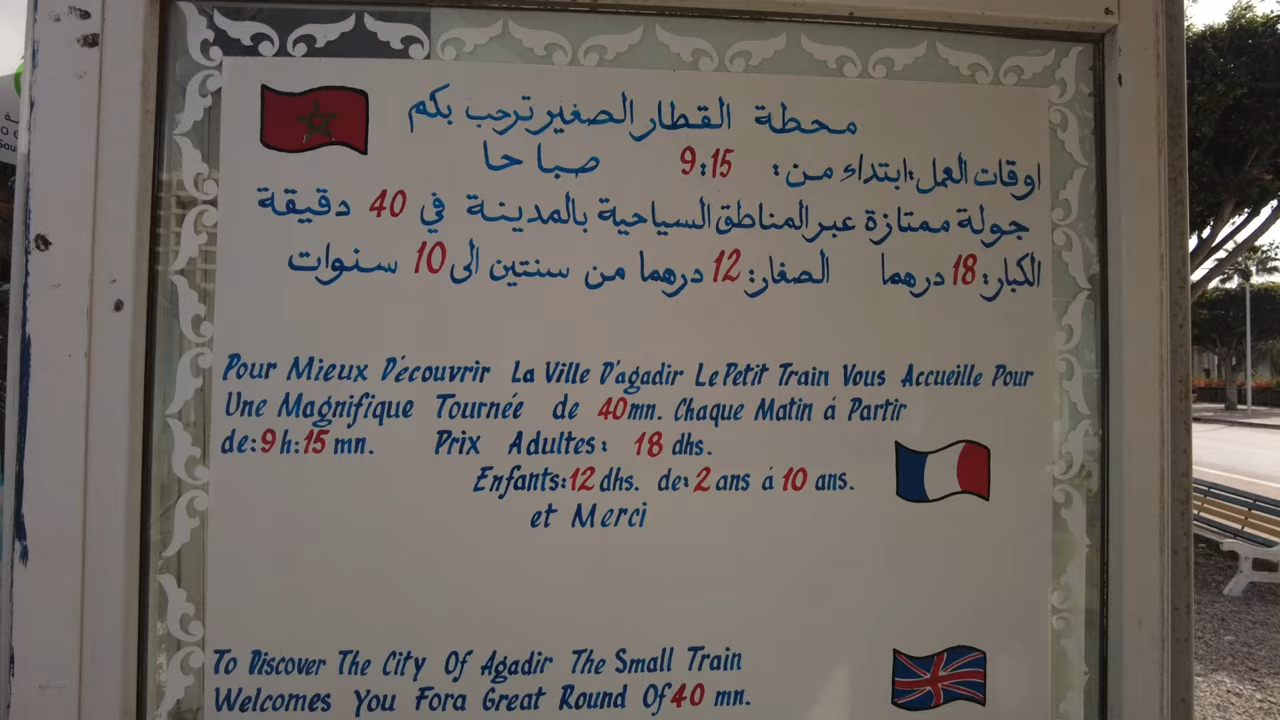 محطة القطار الصغير ترحب بكم
اوقات العمل: ابتداء من: 9:15 صباحا
جولة ممتازة عبر المناطق السياحية بالمدينة في 40 دقيقة
الكبار: 18 درهما الصغار: 12 درهما من سنتين الى 10 سنوات
Pour Mieux Découvrir La Ville D'agadir Le Petit Train Vous Accueille Pour
Une Magnifique Tournée de 40mn. Chaque Matin á Partir
de:9h:15mn. Prix Adultes: 18 dhs.
Enfants:12 dhs. de: 2 ans á 10 ans.
et Merci
To Discover The City Of Agadir The Small Train
Welcomes You Fora Great Round Of 40 mn.